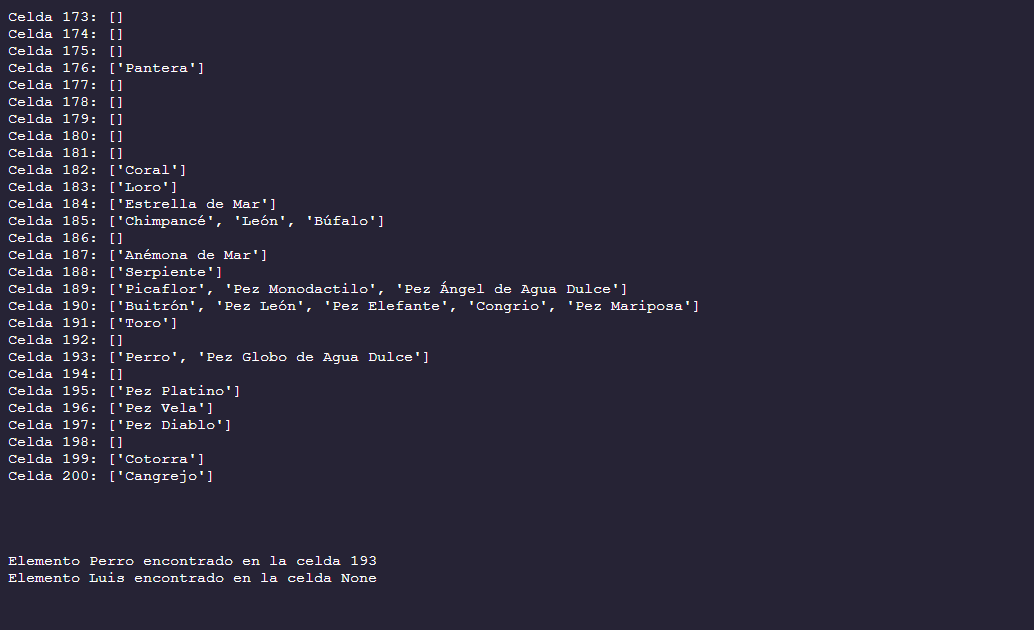 Celda 173: []
Celda 174: []
Celda 175: []
Celda 176: ['Pantera']
Celda 177: []
Celda 178: []
Celda 179: []
Celda 180: []
Celda 181: []
Celda 182: ['Coral']
Celda 183: ['Loro']
Celda 184: ['Estrella de Mar']
Celda 185: ['Chimpancé', 'León', 'Búfalo']
Celda 186: []
Celda 187: ['Anémona de Mar']
Celda 188: ['Serpiente']
Celda 189: ['Picaflor', 'Pez Monodactilo', 'Pez Ángel de Agua Dulce']
Celda 190: ['Buitrón', 'Pez León', 'Pez Elefante', 'Congrio', 'Pez Mariposa']
Celda 191: ['Toro']
Celda 192: []
Celda 193: ['Perro', 'Pez Globo de Agua Dulce']
Celda 194: []
Celda 195: ['Pez Platino']
Celda 196: ['Pez Vela']
Celda 197: ['Pez Diablo']
Celda 198: []
Celda 199: ['Cotorra']
Celda 200: ['Cangrejo']
Elemento Perro encontrado en la celda 193
Elemento Luis encontrado en la celda None